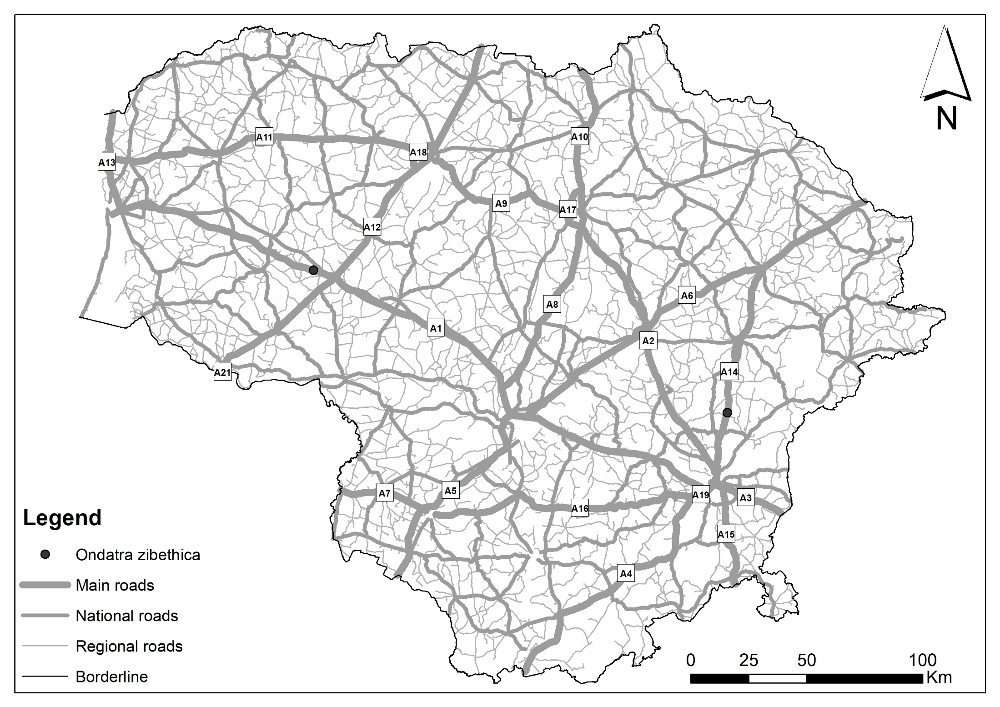 N
A11
A10
A18
A13
A9
A17
A12
A6
A8
A1
A2
A14
A21
A5
A7
A19
A3
A16
A15
A4
Legend
Ondatra zibethica
Main roads
National roads
Regional roads
Borderline
0 25 50 100
Km